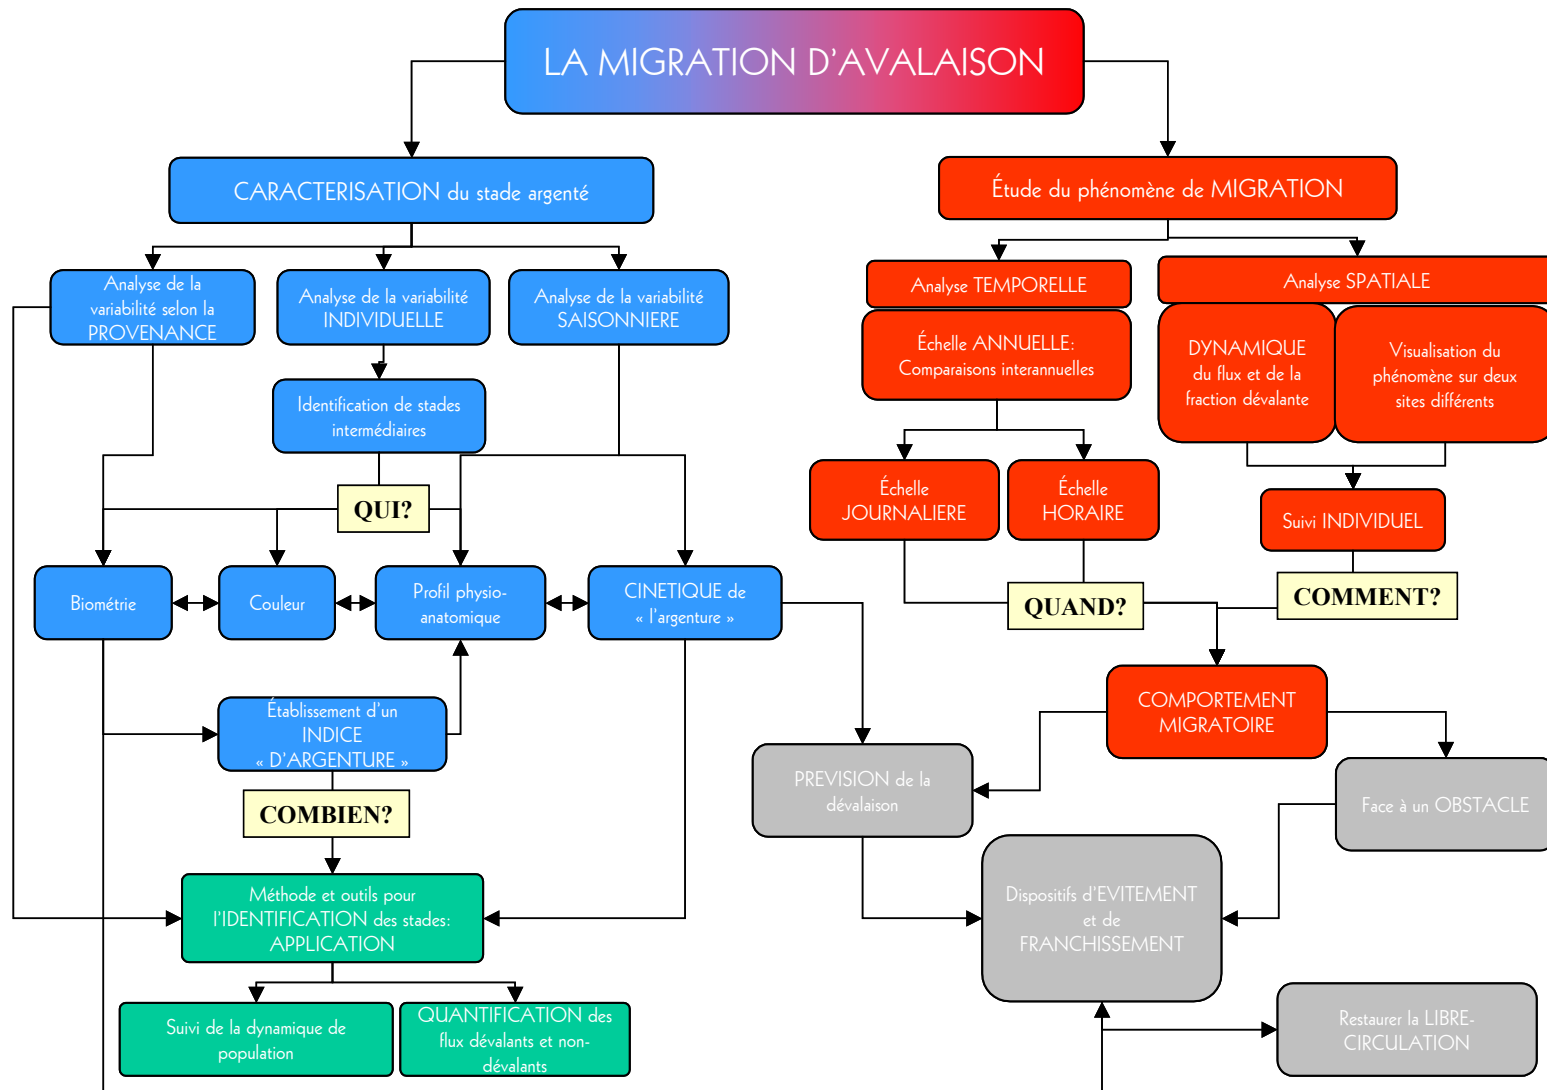 LA MIGRATION D'AVALAISON
CARACTERISATION du stade argenté
Analyse de la
variabilité selon la
PROVENANCE
Analyse de la variabilité
INDIVIDUELLE
Analyse de la variabilité
SAISONNIERE
Identification de stades
intermédiaires
QUI?
Biométrie
Couleur
Profil physio-
anatomique
CINETIQUE de
« l'argenture »
Établissement d'un
INDICE
« D'ARGENTURE »
COMBIEN?
Méthode et outils pour
l'IDENTIFICATION des stades:
APPLICATION
Suivi de la dynamique de
population
QUANTIFICATION des
flux dévalants et non-
dévalants
Étude du phénomène de MIGRATION
Analyse TEMPORELLE
Échelle ANNUELLE:
Comparaisons interannuelles
Échelle
JOURNALIERE
Échelle
HORAIRE
Analyse SPATIALE
DYNAMIQUE
du flux et de la
fraction dévalante
Visualisation du
phénomène sur deux
sites différents
Suivi INDIVIDUEL
QUAND?
COMMENT?
COMPORTEMENT
MIGRATOIRE
PREVISION de la
dévalaison
Face à un OBSTACLE
Dispositifs d'EVITEMENT
et de
FRANCHISSEMENT
Restaurer la LIBRE-
CIRCULATION